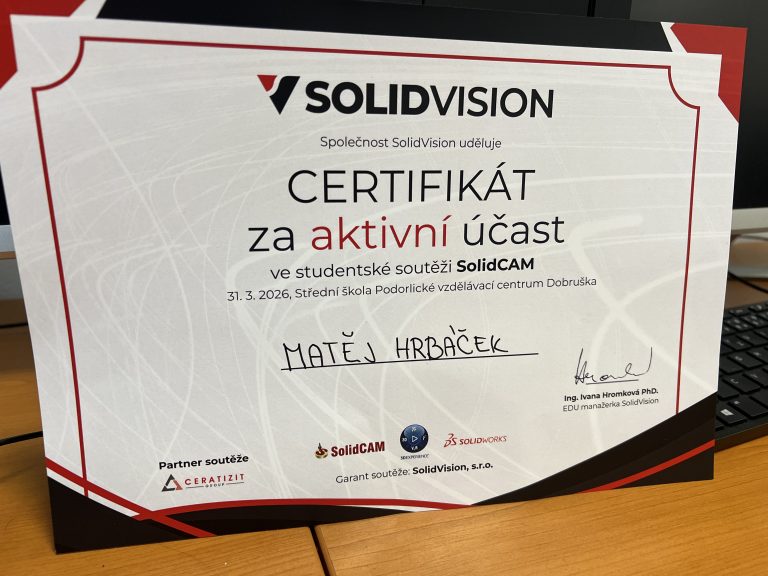 SOLIDVISION
Společnost SolidVision uděluje
CERTIFIKÁT
za aktivní účast
ve studentské soutěži SolidCAM
31. 3. 2026, Střední škola Podorlické vzdělávací centrum Dobruška
MATĚJ HRBÁČEK
Ing. Ivana Hromková PhD.
EDU manažerka SolidVision
Partner soutěže
CERATIZIT
GROUP
SolidCAM
3DEXPERIENCE
SOLIDWORKS
Garant soutěže: SolidVision, s.r.o.